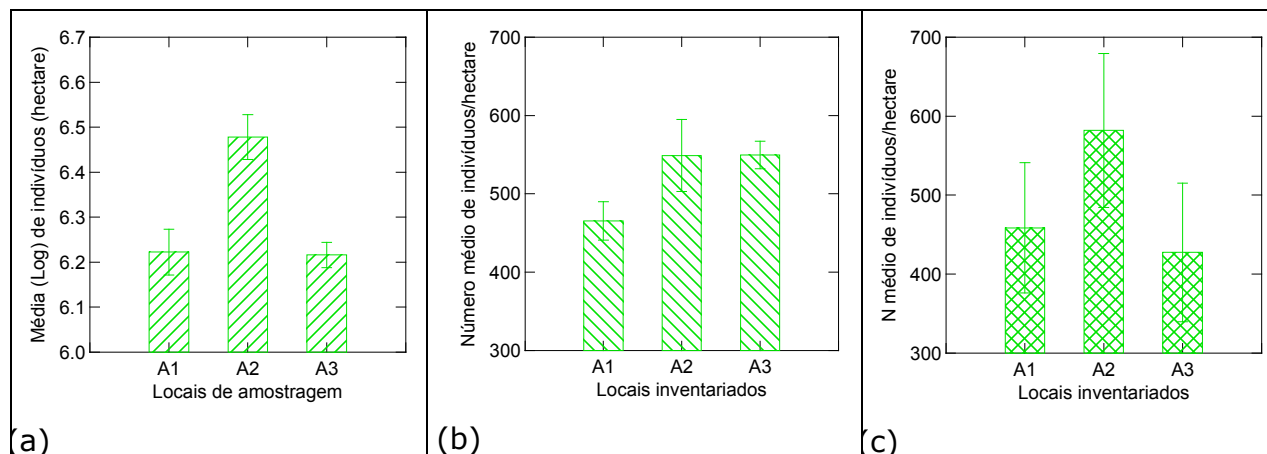 Média (Log) de indivíduos (hectare)
6.7
6.6
6.5
6.4
6.3
6.2
6.1
6.0
A1 A2 A3
Locais de amostragem
(a)
Número médio de indivíduos/hectare
700
600
500
400
300
A1 A2 A3
Locais inventariados
(b)
N médio de indivíduos/hectare
700
600
500
400
300
A1 A2 A3
Locais inventariados
(c)